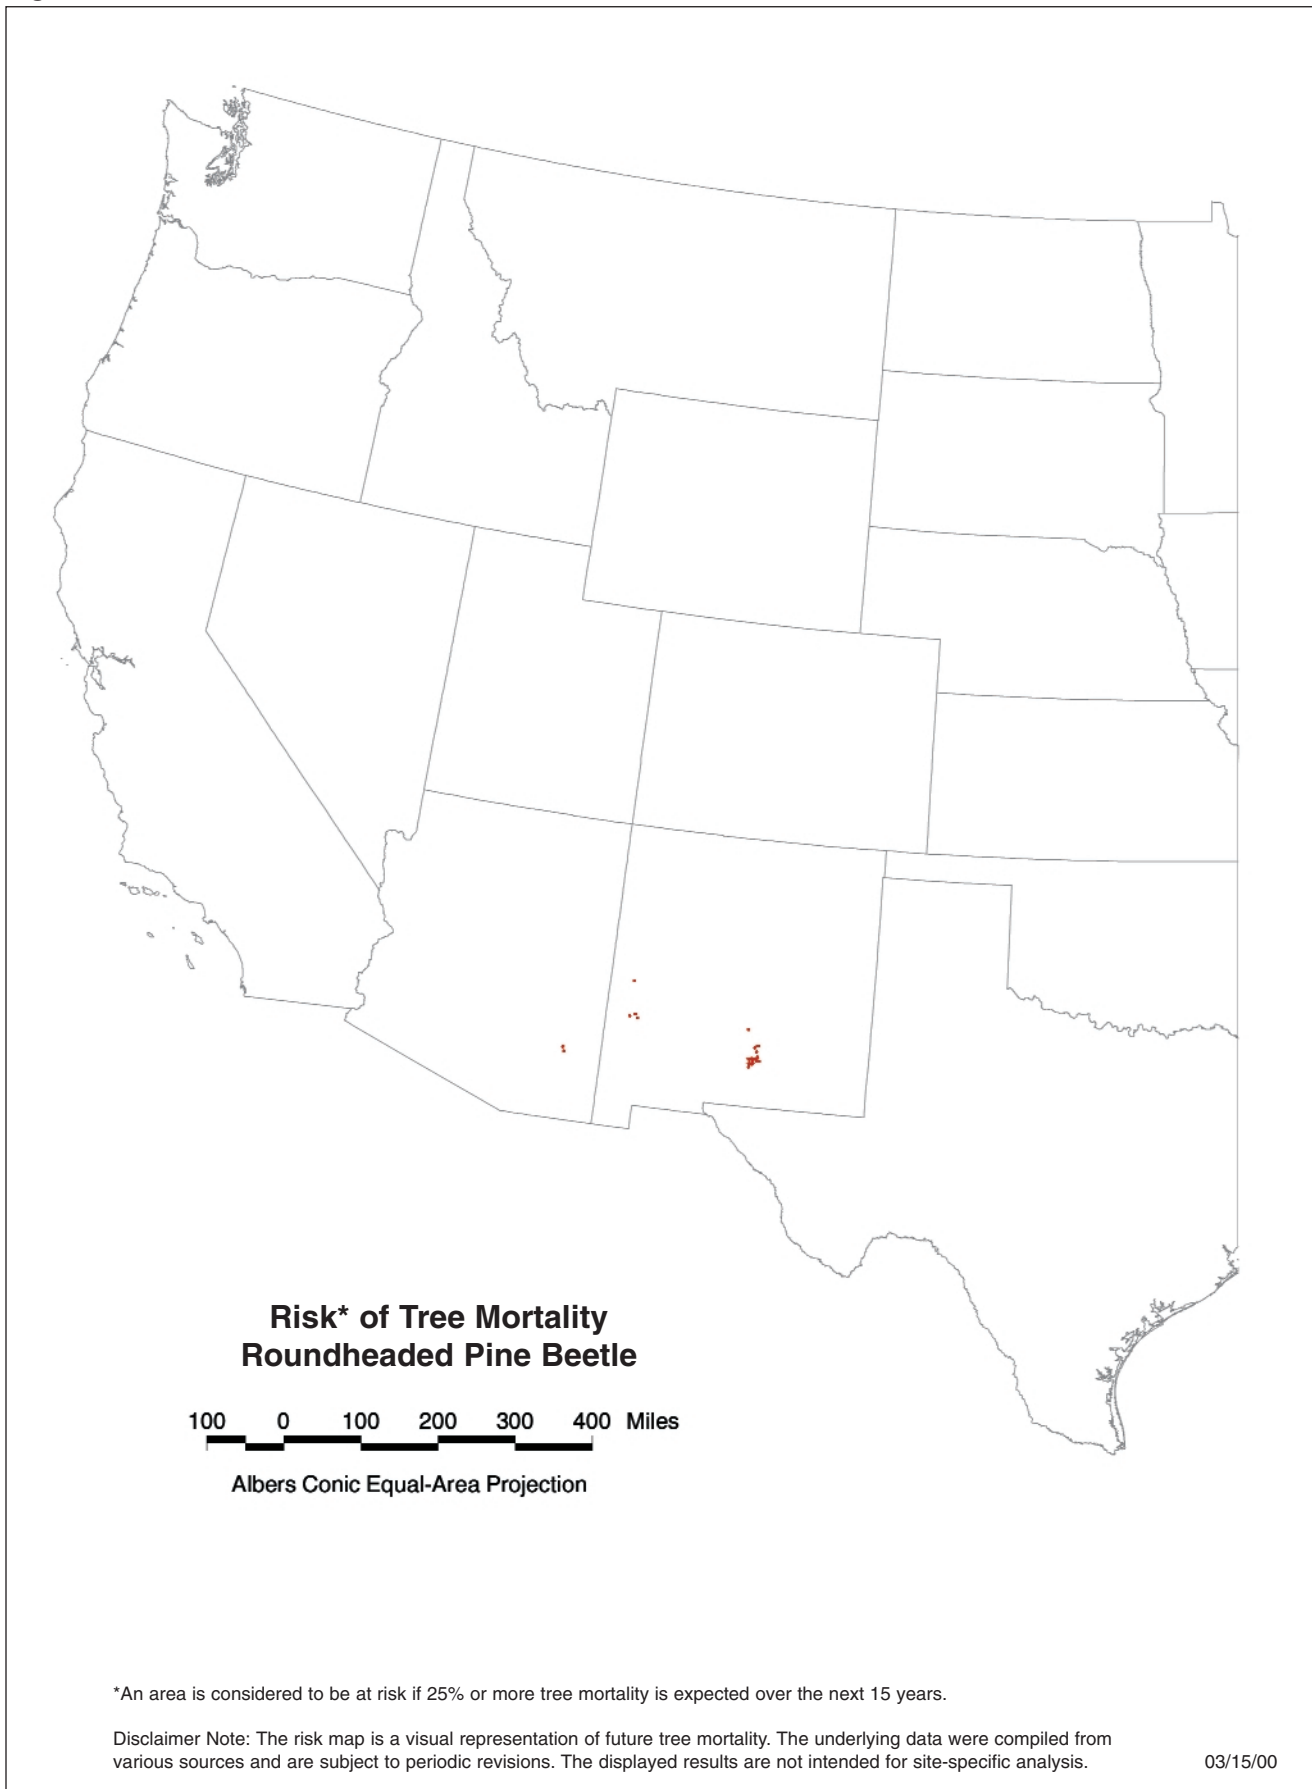 Risk* of Tree Mortality
Roundheaded Pine Beetle
100 0 100 200 300 400 Miles
Albers Conic Equal-Area Projection
*An area is considered to be at risk if 25% or more tree mortality is expected over the next 15 years.
Disclaimer Note: The risk map is a visual representation of future tree mortality. The underlying data were compiled from
various sources and are subject to periodic revisions. The displayed results are not intended for site-specific analysis.
03/15/00